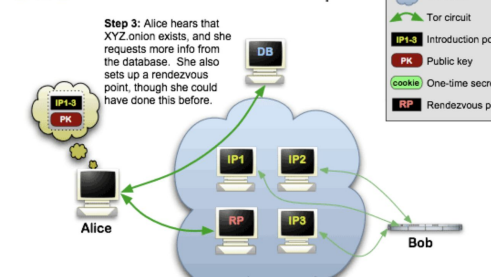 Step 3: Alice hears that
XYZ.onion exists, and she
requests more info from
the database. She also
sets up a rendezvous
point, though she could
have done this before.
DB
Tor circuit
IP1-3 Introduction po
PK Public key
cookie One-time secre
RP Rendezvous p
IP1-3
PK
Alice
IP1
IP2
RP
IP3
Bob